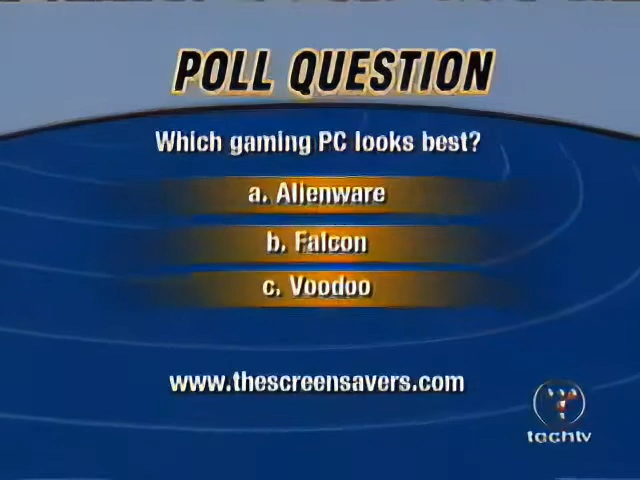 POLL QUESTION
Which gaming PC looks best?
a. Alienware
b. Falcon
c. Voodoo
www.thescreensavers.com
techtv